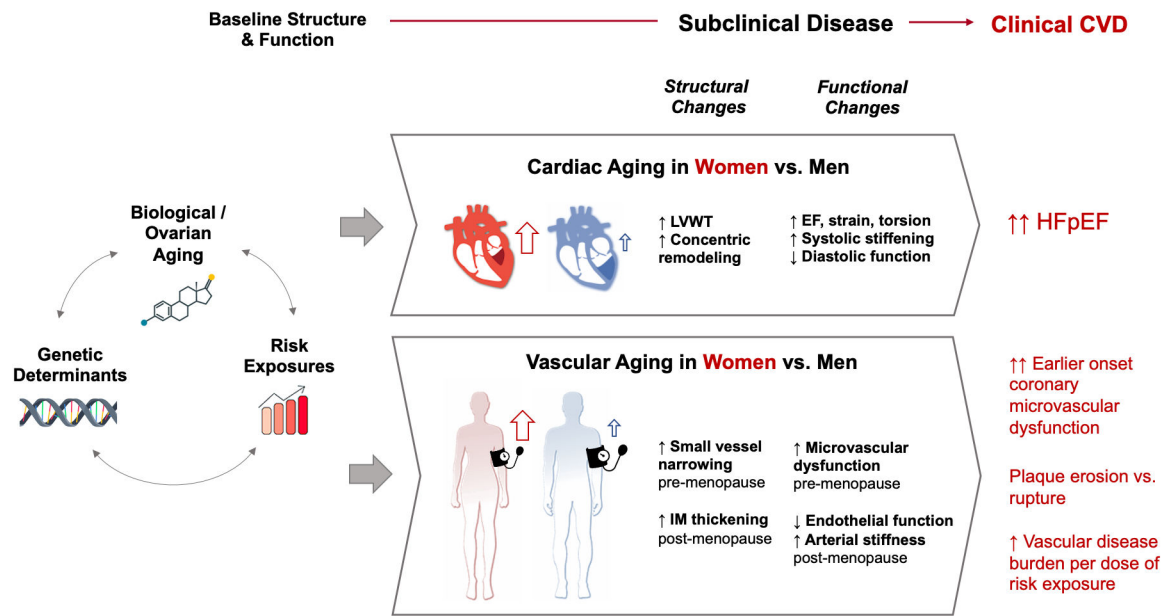 Baseline Structure
& Function
Subclinical Disease
Clinical CVD
Structural
Changes
Functional
Changes
Biological /
Ovarian
Aging
Genetic
Determinants
Risk
Exposures
Cardiac Aging in Women vs. Men
↑ LVWT
↑ Concentric
remodeling
↑ EF, strain, torsion
↑ Systolic stiffening
↓ Diastolic function
↑↑ HFpEF
Vascular Aging in Women vs. Men
↑ Small vessel
narrowing
pre-menopause
↑ IM thickening
post-menopause
↑ Microvascular
dysfunction
pre-menopause
↓ Endothelial function
↑ Arterial stiffness
post-menopause
↑↑ Earlier onset
coronary
microvascular
dysfunction
Plaque erosion vs.
rupture
↑ Vascular disease
burden per dose of
risk exposure